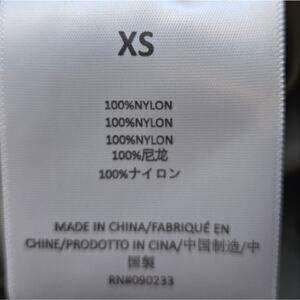 XS
100%NYLON
100%NYLON
100%NYLON
100%尼龙
100%ナイロン
MADE IN CHINA/FABRIQUÉ EN
CHINE/PRODOTTO IN CINA/中国制造/中
国製
RN#090233